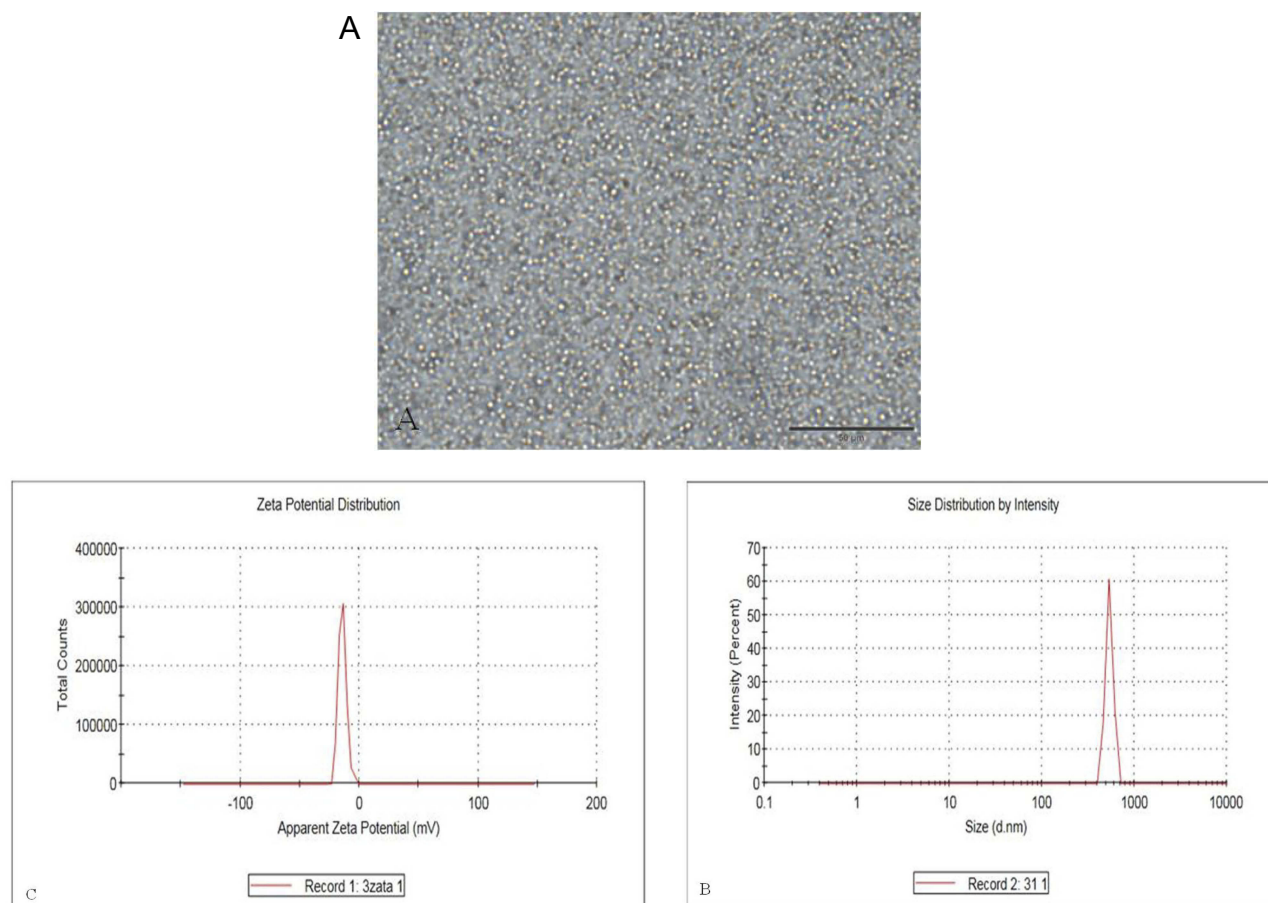 A
A
50 μm
Zeta Potential Distribution
400000
300000
200000
100000
0
Total Counts
-100
0
100
200
Apparent Zeta Potential (mV)
Record 1: 3zata 1
C
Size Distribution by Intensity
70
60
50
40
30
20
10
0
Intensity (Percent)
0.1
1
10
100
1000
10000
Size (d.nm)
Record 2: 31 1
B